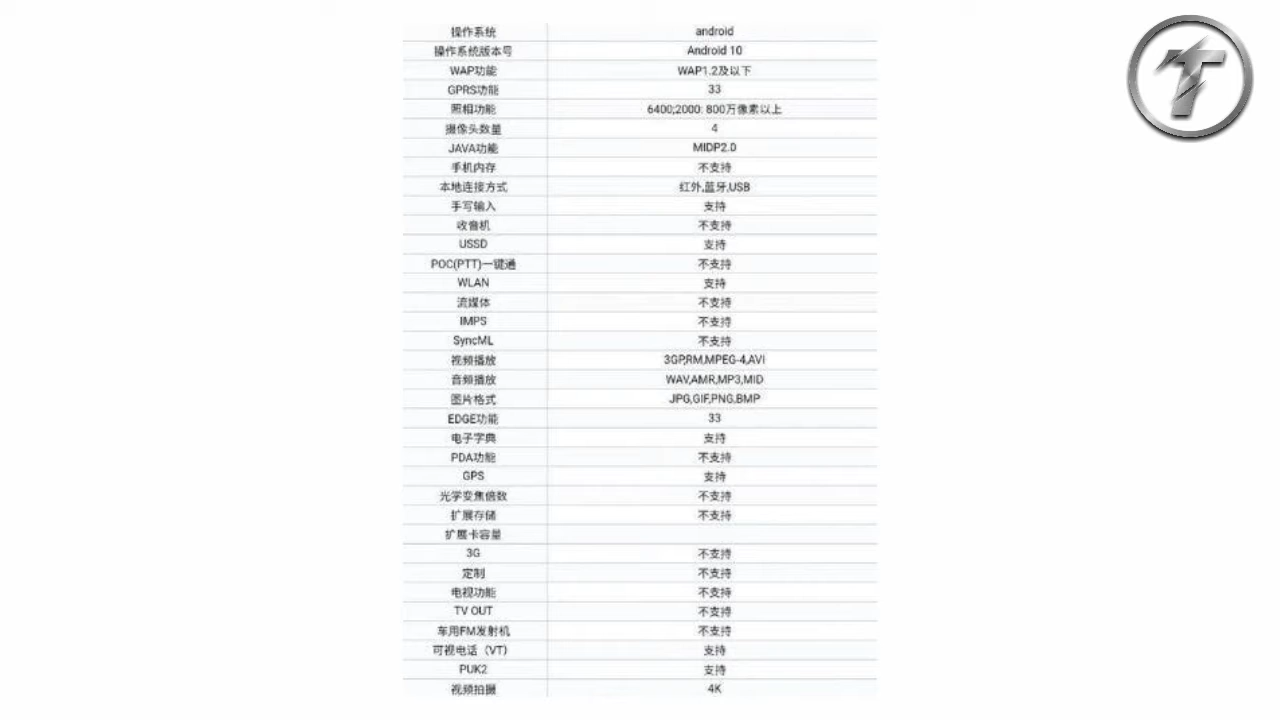 操作系统 android
操作系统版本号 Android 10
WAP功能 WAP1.2及以下
GPRS功能 33
照相功能 6400;2000: 800万像素以上
摄像头数量 4
JAVA功能 MIDP2.0
手机内存 不支持
本地连接方式 红外,蓝牙,USB
手写输入 支持
收音机 不支持
USSD 支持
POC(PTT)一键通 不支持
WLAN 支持
流媒体 不支持
IMPS 不支持
SyncML 不支持
视频播放 3GP,RM,MPEG-4,AVI
音频播放 WAV,AMR,MP3,MID
图片格式 JPG,GIF,PNG,BMP
EDGE功能 33
电子字典 支持
PDA功能 不支持
GPS 支持
光学变焦倍数 不支持
扩展存储 不支持
扩展卡容量
3G 不支持
定制 不支持
电视功能 不支持
TV OUT 不支持
车用FM发射机 不支持
可视电话（VT） 支持
PUK2 支持
视频拍摄 4K
T